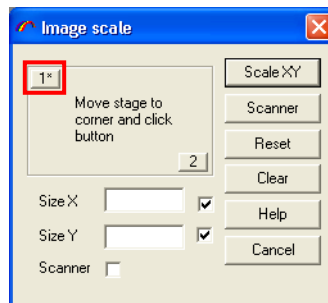 Image scale
1*
Move stage to
corner and click
button
2
Size X
Size Y
Scanner
Scale XY
Scanner
Reset
Clear
Help
Cancel